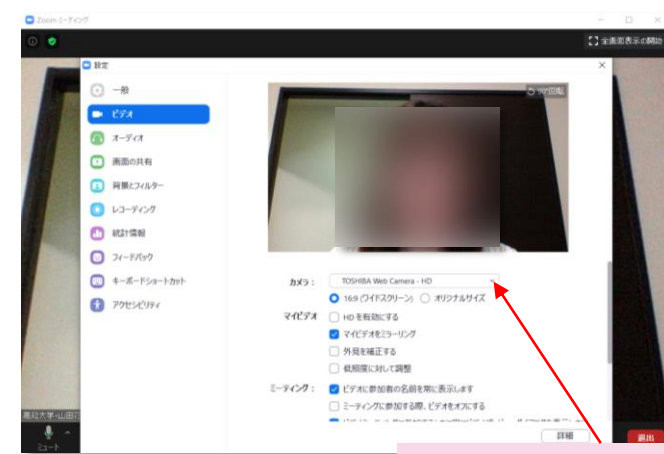 Zoom ミーティング
全画面表示の開始
設定
90°回転
一般
ビデオ
オーディオ
画面の共有
背景とフィルター
レコーディング
統計情報
フィードバック
キーボードショートカット
アクセシビリティ
カメラ：
TOSHIBA Web Camera - HD
16:9 (ワイドスクリーン)
オリジナルサイズ
マイビデオ
HD を有効にする
マイビデオをミラーリング
外見を補正する
低照度に対して調整
ミーティング：
ビデオに参加者の名前を常に表示します
ミーティングに参加する際、ビデオをオフにする
詳細
ミュート
退出